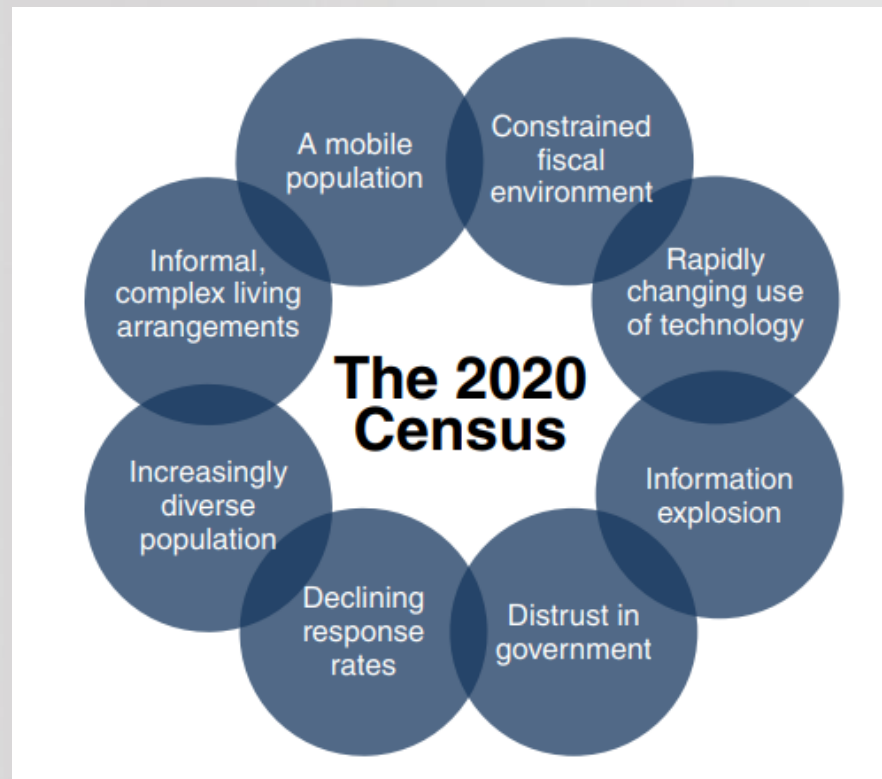 A mobile
population
Constrained
fiscal
environment
Rapidly
changing use
of technology
Information
explosion
Distrust in
government
Declining
response
rates
Increasingly
diverse
population
Informal,
complex living
arrangements
The 2020
Census